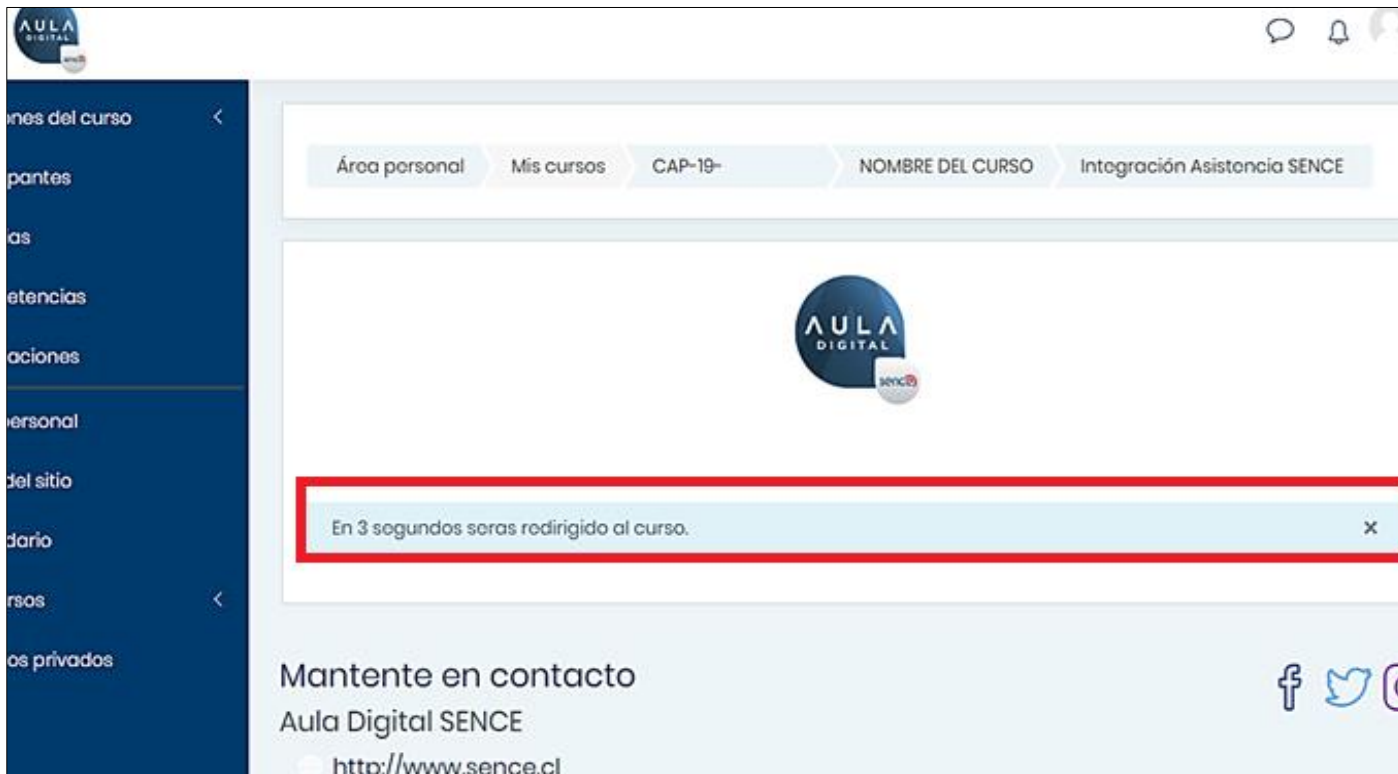 AULA
DIGITAL
sence
ones del curso
pantes
ias
etencias
aciones
personal
del sitio
dario
rsos
os privados
Área personal Mis cursos CAP-19- NOMBRE DEL CURSO Integración Asistencia SENCE
AULA
DIGITAL
sence
En 3 segundos seras redirigido al curso.
Mantente en contacto
Aula Digital SENCE
http://www.sence.cl